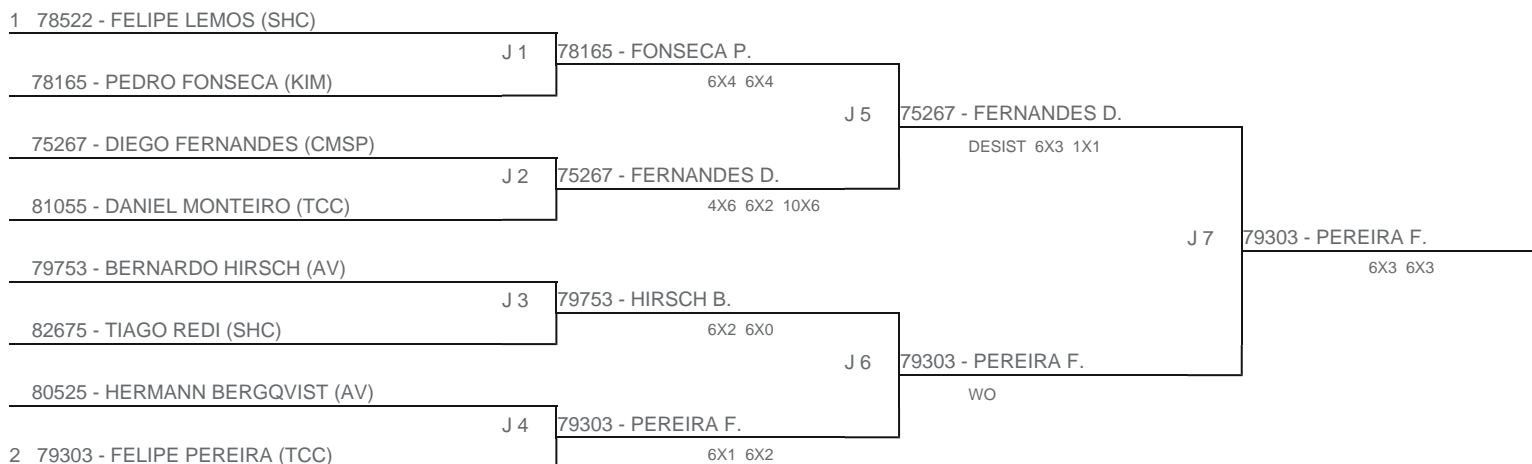 1 78522 - FELIPE LEMOS (SHC)
J 1
78165 - FONSECA P.
78165 - PEDRO FONSECA (KIM)
6X4 6X4
J 5
75267 - FERNANDES D.
75267 - DIEGO FERNANDES (CMSP)
DESIST 6X3 1X1
J 2
75267 - FERNANDES D.
81055 - DANIEL MONTEIRO (TCC)
4X6 6X2 10X6
J 7
79303 - PEREIRA F.
79753 - BERNARDO HIRSCH (AV)
6X3 6X3
J 3
79753 - HIRSCH B.
82675 - TIAGO REDI (SHC)
6X2 6X0
J 6
79303 - PEREIRA F.
80525 - HERMANN BERGQVIST (AV)
WO
J 4
79303 - PEREIRA F.
2 79303 - FELIPE PEREIRA (TCC)
6X1 6X2